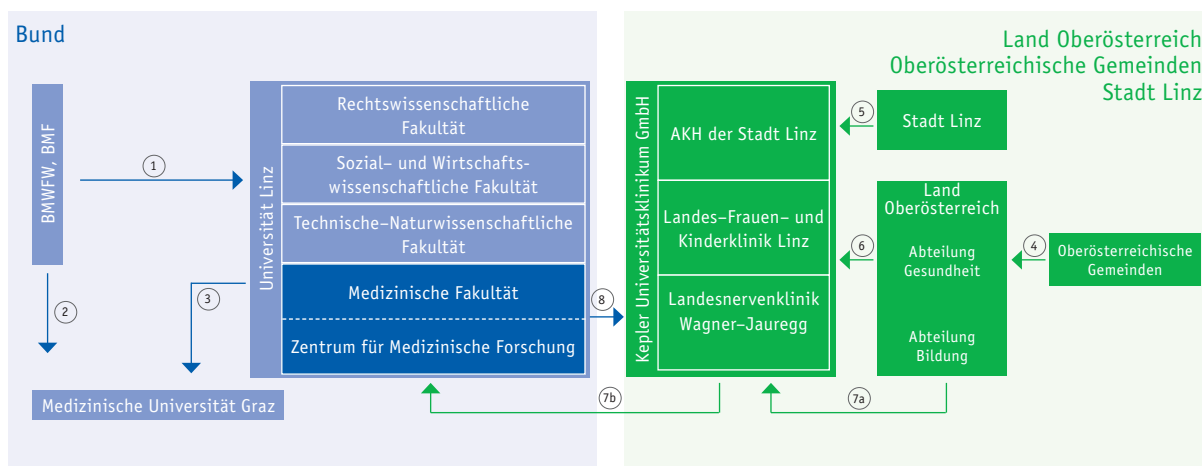 Bund
BMWFW, BMF
1
2
3
Universität Linz
Rechtswissenschaftliche
Fakultät
Sozial- und Wirtschafts-
wissenschaftliche Fakultät
Technische-Naturwissenschaftliche
Fakultät
Medizinische Fakultät
Zentrum für Medizinische Forschung
Medizinische Universität Graz
8
7b
Land Oberösterreich
Oberösterreichische Gemeinden
Stadt Linz
Kepler Universitätsklinikum GmbH
AKH der Stadt Linz
Landes-Frauen- und
Kinderklinik Linz
Landesnervenklinik
Wagner-Jauregg
5
Stadt Linz
6
Land
Oberösterreich
Abteilung
Gesundheit
Abteilung
Bildung
4
Oberösterreichische
Gemeinden
7a